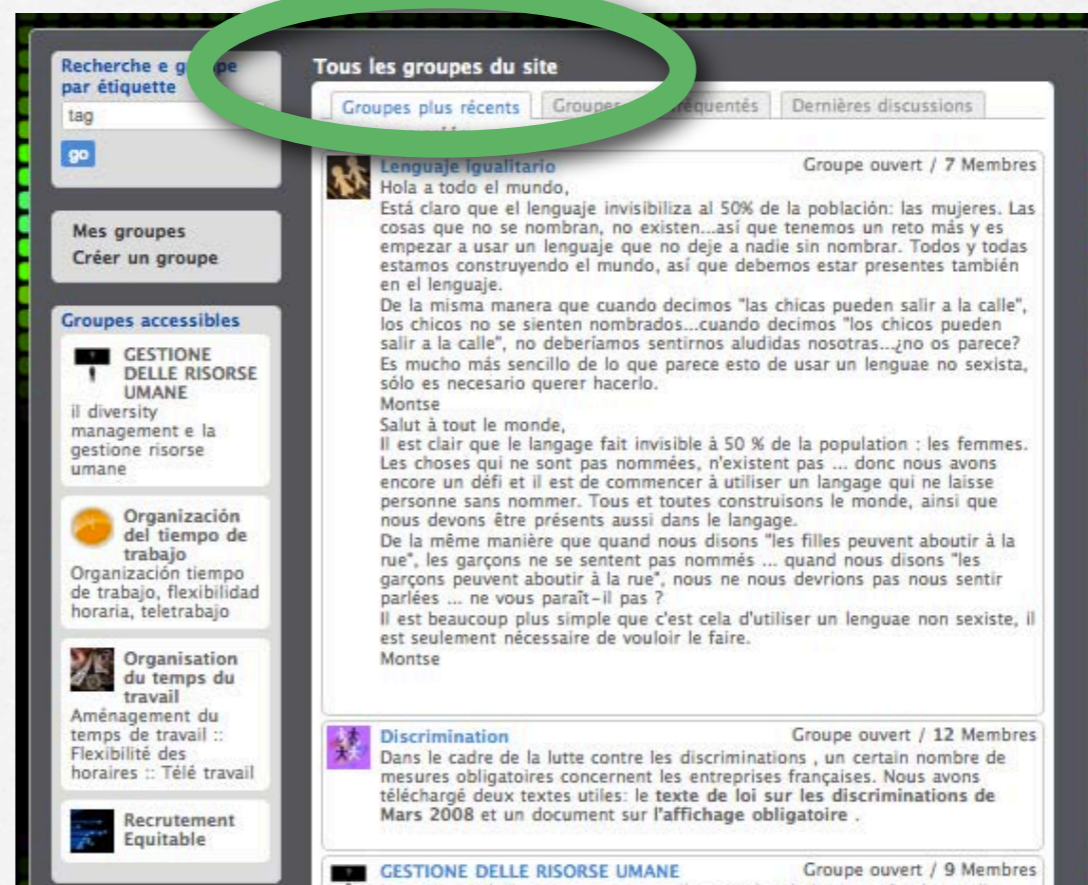 Recherche e
par étiquette
tag
go
Mes groupes
Créer un groupe
Groupes accessibles
GESTIONE
DELLE RISORSE
UMANE
il diversity
management e la
gestione risorse
umane
Organización
del tiempo de
trabajo
Organización tiempo
de trabajo, flexibilidad
horaria, teletrabajo
Organisation
du temps du
travail
Aménagement du
temps de travail ::
Flexibilité des
horaires :: Télé travail
Recrutement
Equitable
Tous les groupes du site
Groupes plus récents
Dernières discussions
Lenguaje igualitario
Groupe ouvert / 7 Membres
Hola a todo el mundo,
Está claro que el lenguaje invisibiliza al 50% de la población: las mujeres. Las
cosas que no se nombran, no existen...así que tenemos un reto más y es
empezar a usar un lenguaje que no deje a nadie sin nombrar. Todos y todas
estamos construyendo el mundo, así que debemos estar presentes también
en el lenguaje.
De la misma manera que cuando decimos "las chicas pueden salir a la calle",
los chicos no se sienten nombrados...cuando decimos "los chicos pueden
salir a la calle", no deberíamos sentirnos aludidas nosotras...¿no os parece?
Es mucho más sencillo de lo que parece esto de usar un lenguae no sexista,
sólo es necesario querer hacerlo.
Montse
Salut à tout le monde,
Il est clair que le langage fait invisible à 50 % de la population : les femmes.
Les choses qui ne sont pas nommées, n'existent pas ... donc nous avons
encore un défi et il est de commencer à utiliser un langage qui ne laisse
personne sans nommer. Tous et toutes construisons le monde, ainsi que
nous devons être présents aussi dans le langage.
De la même manière que quand nous disons "les filles peuvent aboutir à la
rue", les garçons ne se sentent pas nommés ... quand nous disons "les
garçons peuvent aboutir à la rue", nous ne nous devrions pas nous sentir
parlées ... ne vous paraît-il pas ?
Il est beaucoup plus simple que c'est cela d'utiliser un lenguae non sexiste, il
est seulement nécessaire de vouloir le faire.
Montse
Discrimination
Groupe ouvert / 12 Membres
Dans le cadre de la lutte contre les discriminations , un certain nombre de
mesures obligatoires concernent les entreprises françaises. Nous avons
téléchargé deux textes utiles: le texte de loi sur les discriminations de
Mars 2008 et un document sur l'affichage obligatoire .
GESTIONE DELLE RISORSE UMANE
Groupe ouvert / 9 Membres